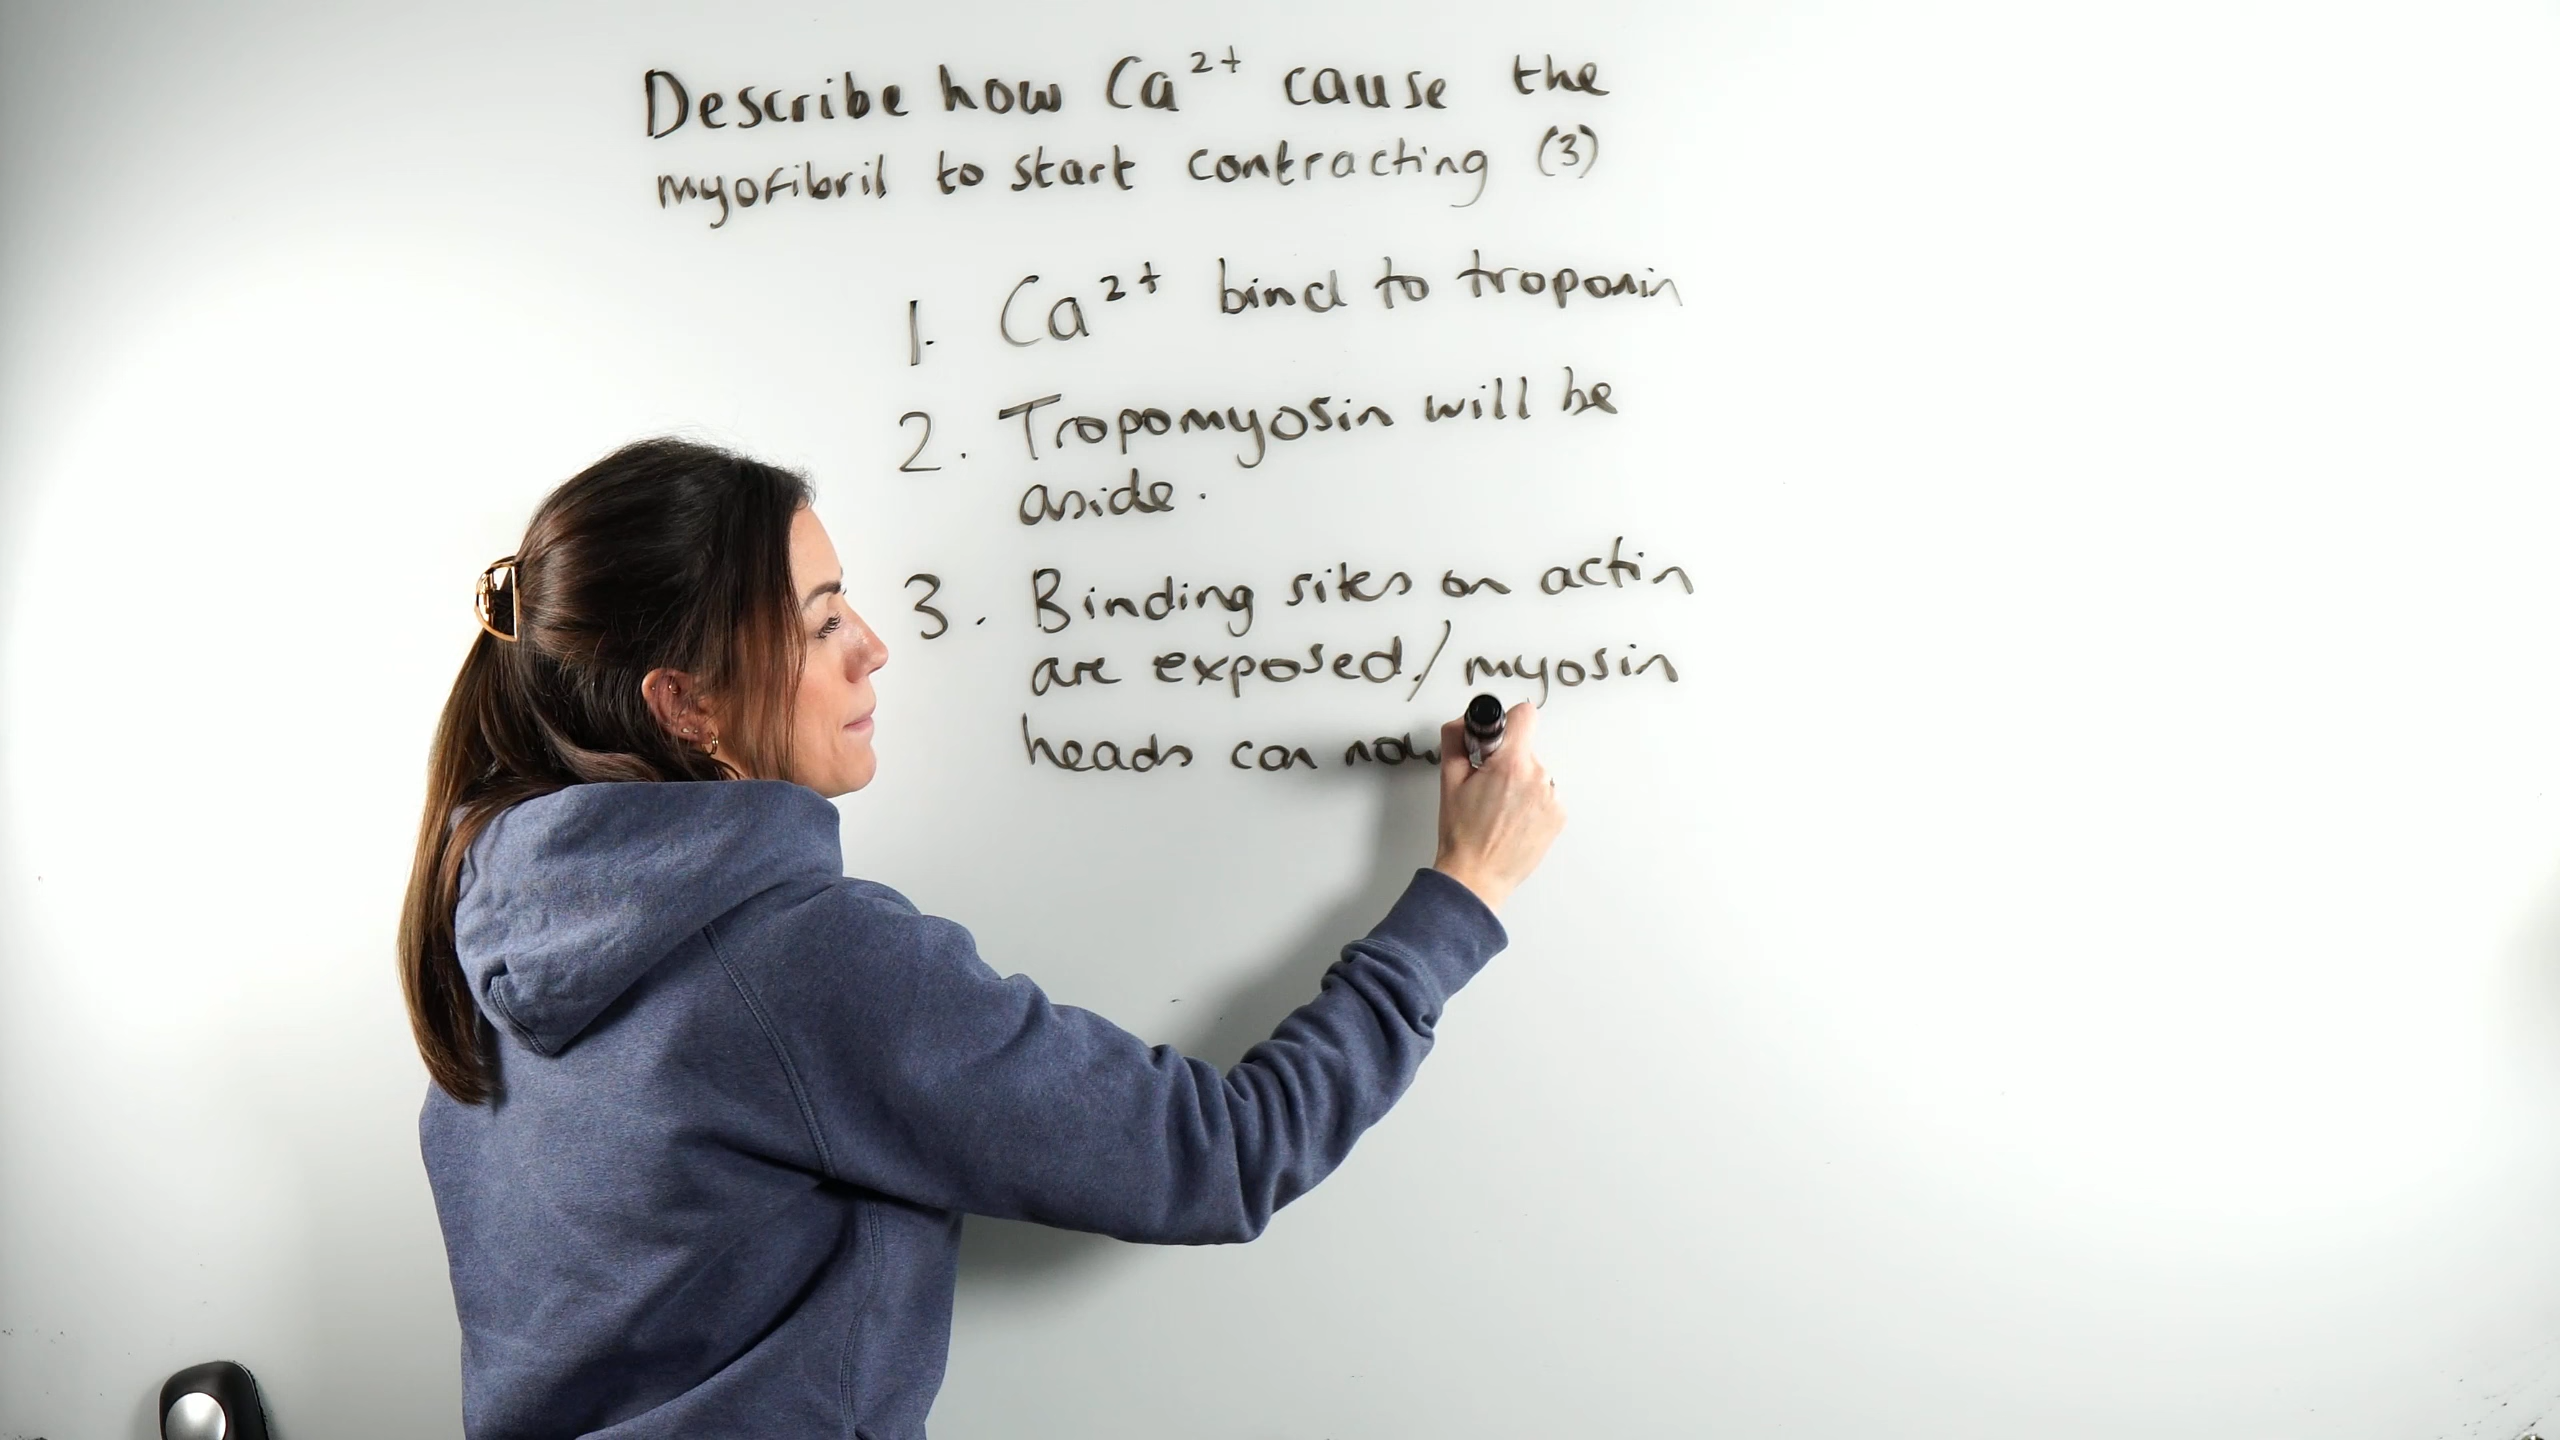 Describe how Ca²⁺ cause the
myofibril to start contracting (3)
1. Ca²⁺ bind to troponin
2. Tropomyosin will be
aside.
3. Binding sites on actin
are exposed./myosin
heads can now